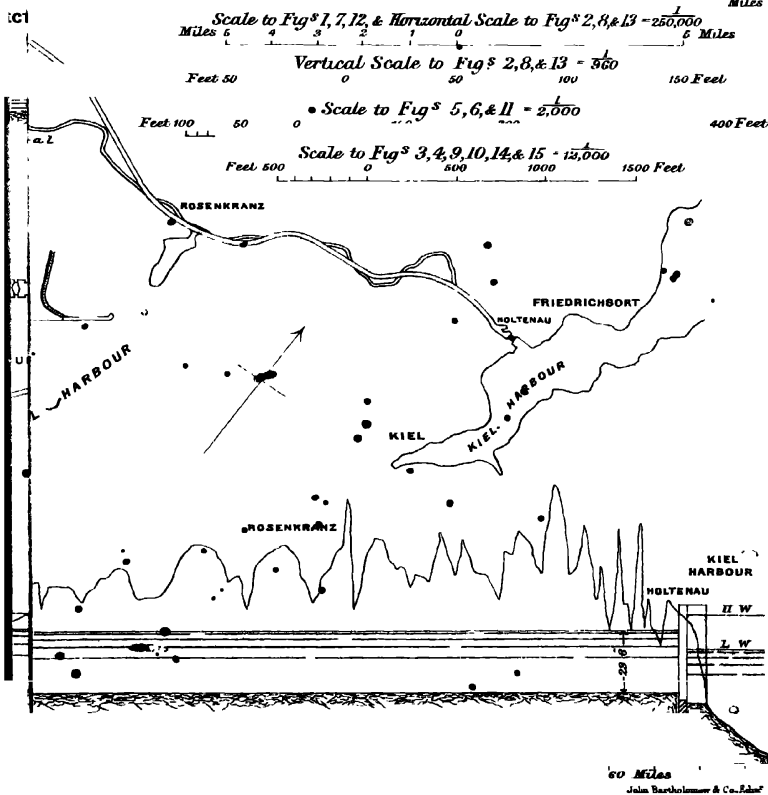 Miles
Scale to Figs 1, 7, 12, & Horizontal Scale to Figs 2, 8, & 13 = 1/250,000
Miles 5 4 3 2 1 0 5 Miles
Vertical Scale to Figs 2, 8, & 13 = 1/960
Feet 50 0 50 100 150 Feet
Scale to Figs 5, 6, & 11 = 1/2,000
Feet 100 50 0 400 Feet
Scale to Figs 3, 4, 9, 10, 14, & 15 = 1/12,000
Feet 500 0 500 1000 1500 Feet
ROSENKRANZ
FRIEDRICHSORT
HOLTENAU
HARBOUR
KIEL HARBOUR
KIEL
ROSENKRANZ
KIEL
HARBOUR
HOLTENAU
H W
L W
60 Miles
John Bartholomew & Co., Edinr